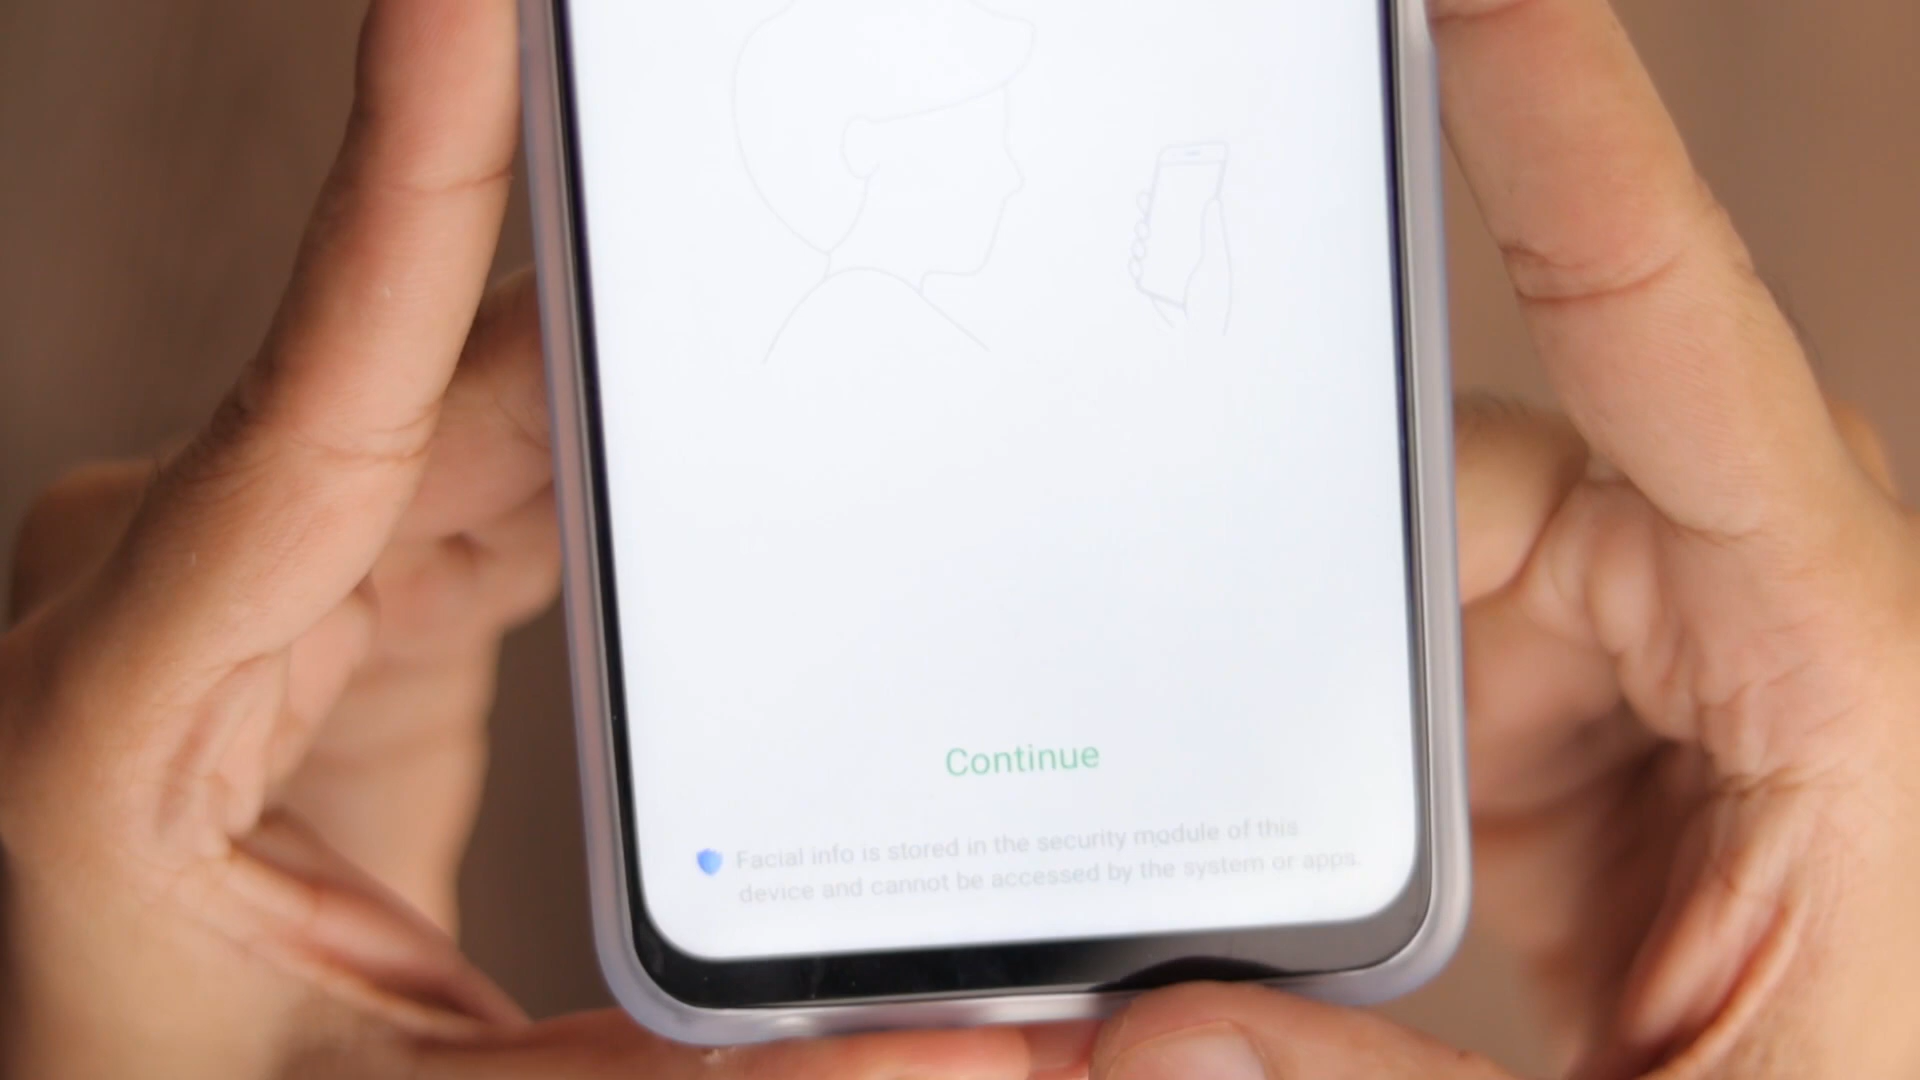 Continue
Facial info is stored in the security module of this
device and cannot be accessed by the system or apps.